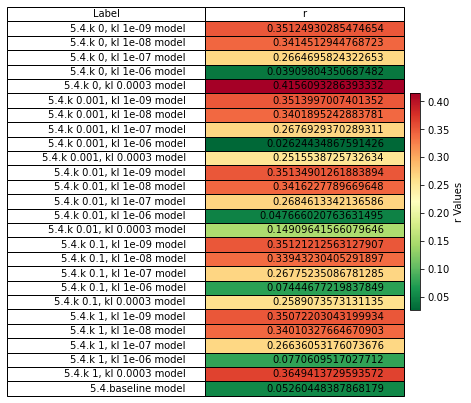 Label r
5.4.k 0, kl 1e-09 model 0.35124930285474654
5.4.k 0, kl 1e-08 model 0.3414512944768723
5.4.k 0, kl 1e-07 model 0.2664695824322653
5.4.k 0, kl 1e-06 model 0.03909804350687482
5.4.k 0, kl 0.0003 model 0.4156093286393332
5.4.k 0.001, kl 1e-09 model 0.3513997007401352
5.4.k 0.001, kl 1e-08 model 0.3401895242883781
5.4.k 0.001, kl 1e-07 model 0.2676929370289311
5.4.k 0.001, kl 1e-06 model 0.02624434867591426
5.4.k 0.001, kl 0.0003 model 0.2515538725732634
5.4.k 0.01, kl 1e-09 model 0.35134901261883894
5.4.k 0.01, kl 1e-08 model 0.3416227789669648
5.4.k 0.01, kl 1e-07 model 0.2684613342136586
5.4.k 0.01, kl 1e-06 model 0.047666020763631495
5.4.k 0.01, kl 0.0003 model 0.14909641566079646
5.4.k 0.1, kl 1e-09 model 0.35121212563127907
5.4.k 0.1, kl 1e-08 model 0.33943230405291897
5.4.k 0.1, kl 1e-07 model 0.26775235086781285
5.4.k 0.1, kl 1e-06 model 0.07444677219837849
5.4.k 0.1, kl 0.0003 model 0.2589073573131135
5.4.k 1, kl 1e-09 model 0.35072203043199934
5.4.k 1, kl 1e-08 model 0.34010327664670903
5.4.k 1, kl 1e-07 model 0.26636053176073676
5.4.k 1, kl 1e-06 model 0.0770609517027712
5.4.k 1, kl 0.0003 model 0.3649413729593572
5.4.baseline model 0.05260448387868179
0.40
0.35
0.30
0.25
0.20
0.15
0.10
0.05
r Values